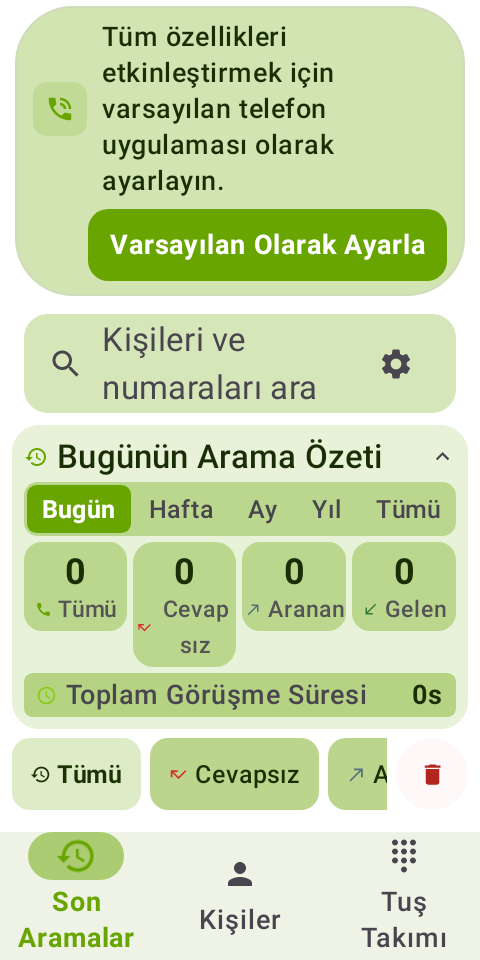 Tüm özellikleri
etkinleştirmek için
varsayılan telefon
uygulaması olarak
ayarlayın.
Varsayılan Olarak Ayarla
Kişileri ve
numaraları ara
Bugünün Arama Özeti
Bugün Hafta Ay Yıl Tümü
0 0 0 0
Tümü Cevap Aranan Gelen
sız
Toplam Görüşme Süresi 0s
Tümü Cevapsız A
Son Kişiler Tuş
Aramalar Takımı